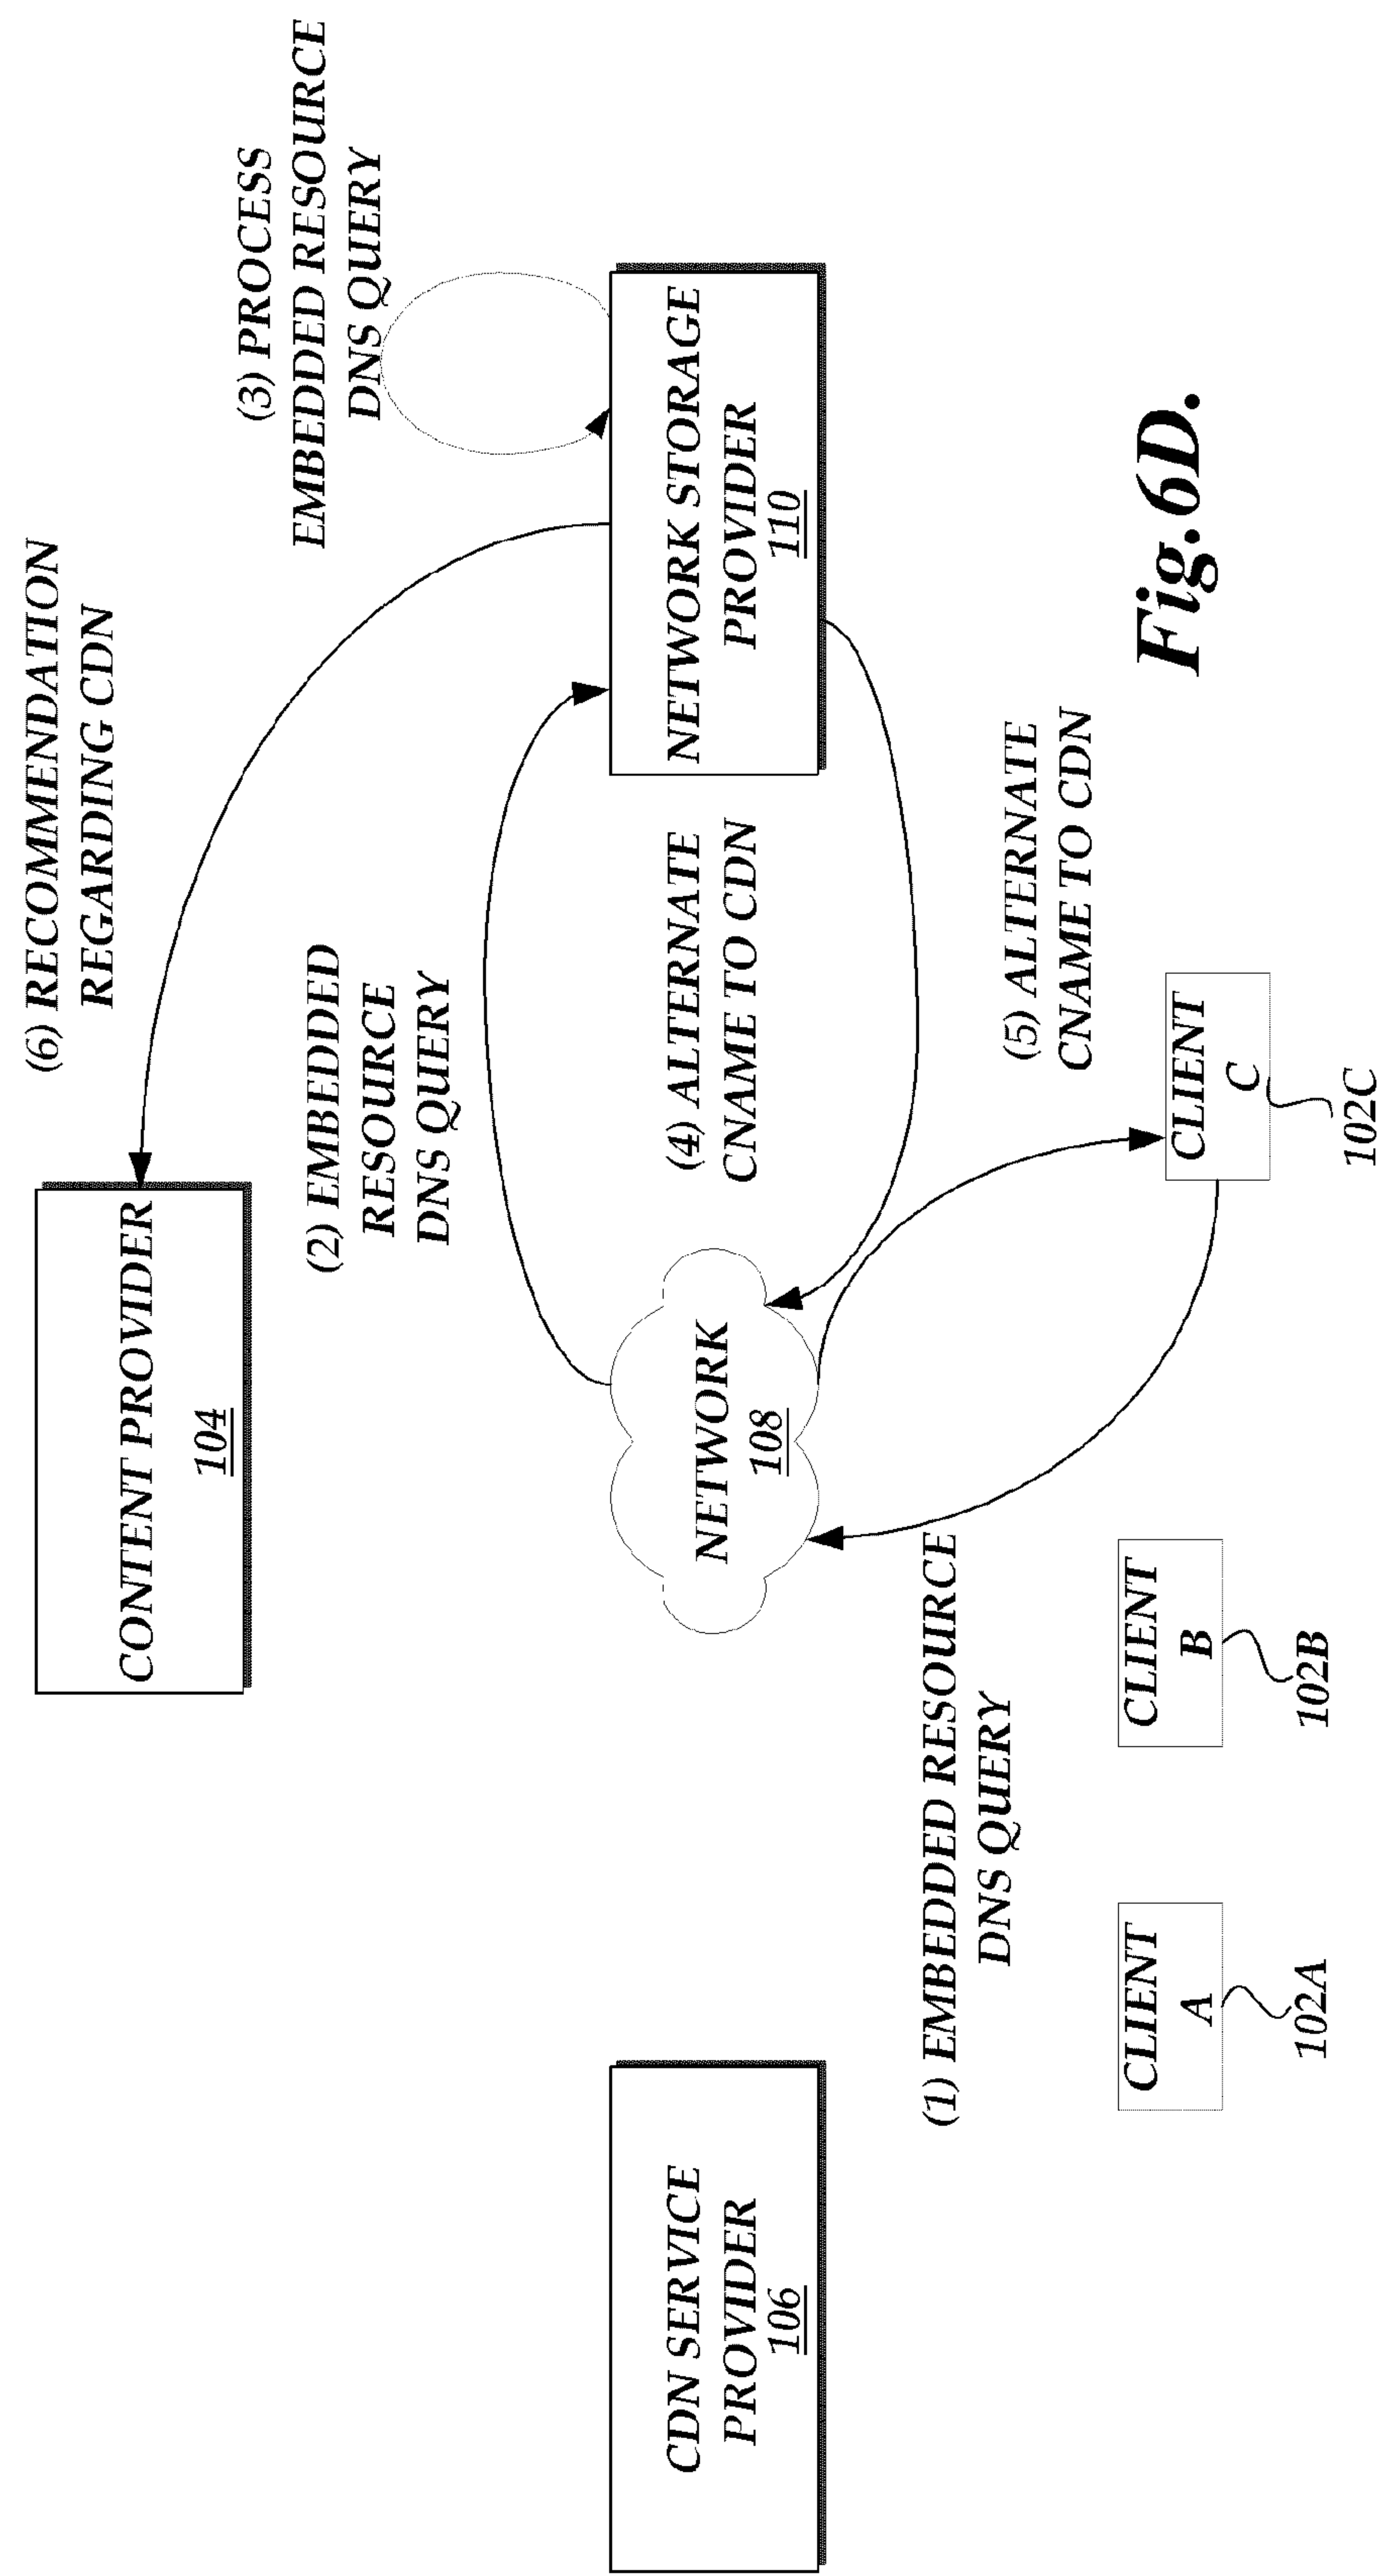 (6) RECOMMENDATION
REGARDING CDN
CONTENT PROVIDER
104
(3) PROCESS
EMBEDDED RESOURCE
DNS QUERY
(2) EMBEDDED
RESOURCE
DNS QUERY
CDN SERVICE
PROVIDER
106
NETWORK
108
(4) ALTERNATE
CNAME TO CDN
NETWORK STORAGE
PROVIDER
110
(1) EMBEDDED RESOURCE
DNS QUERY
(5) ALTERNATE
CNAME TO CDN
CLIENT
A
102A
CLIENT
B
102B
CLIENT
C
102C
Fig.6D.